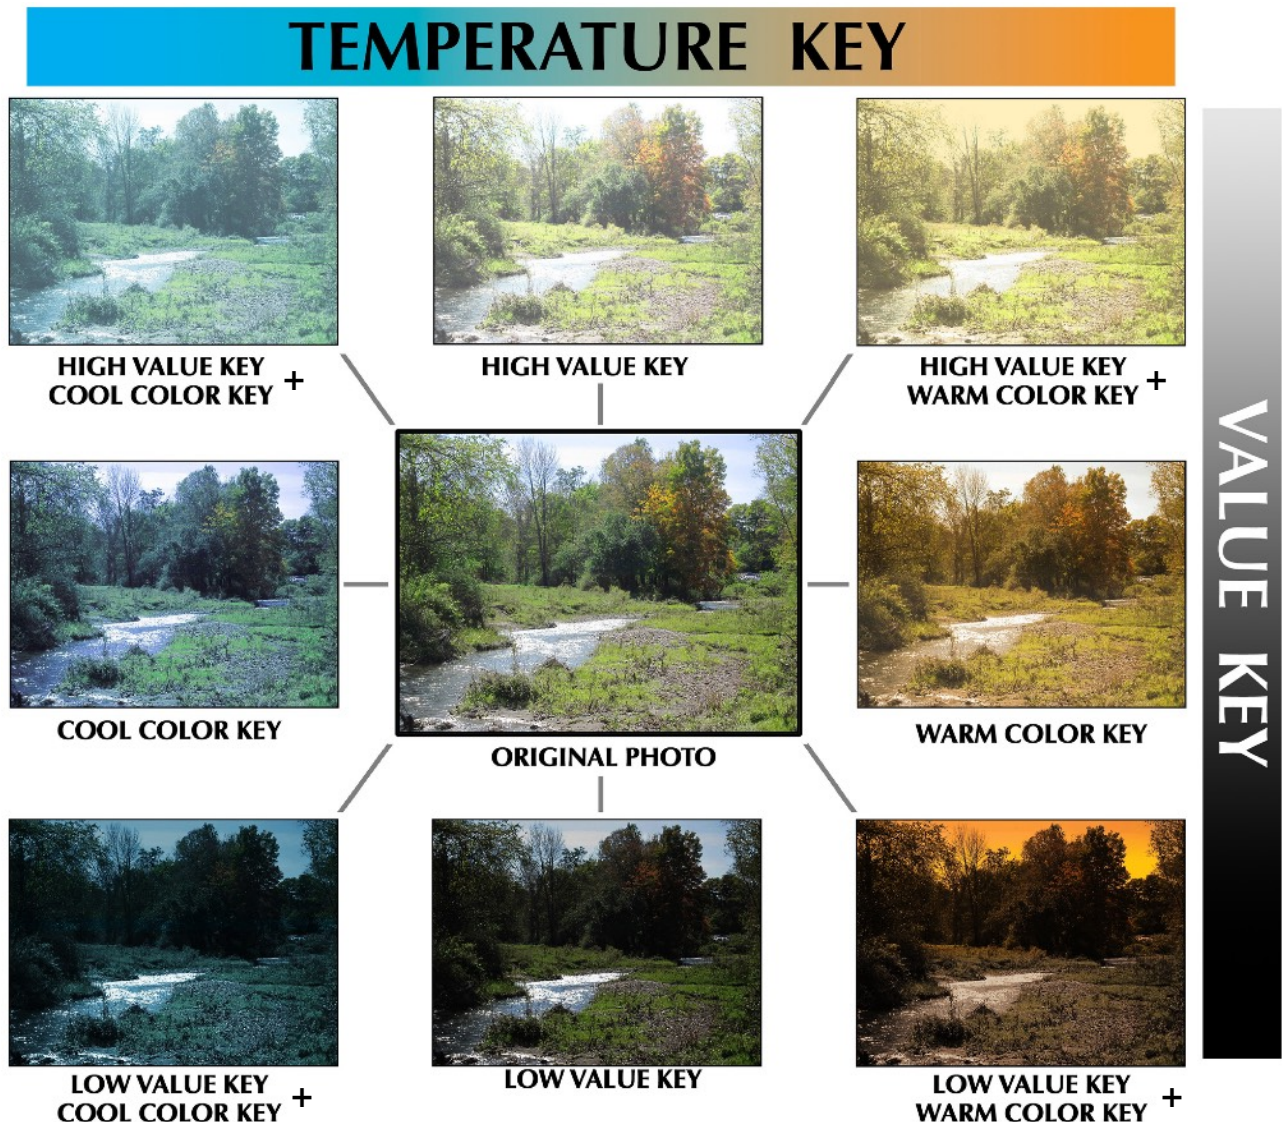 TEMPERATURE KEY
HIGH VALUE KEY
COOL COLOR KEY +
HIGH VALUE KEY
HIGH VALUE KEY
WARM COLOR KEY +
VALUE KEY
COOL COLOR KEY
ORIGINAL PHOTO
WARM COLOR KEY
LOW VALUE KEY
COOL COLOR KEY +
LOW VALUE KEY
LOW VALUE KEY
WARM COLOR KEY +